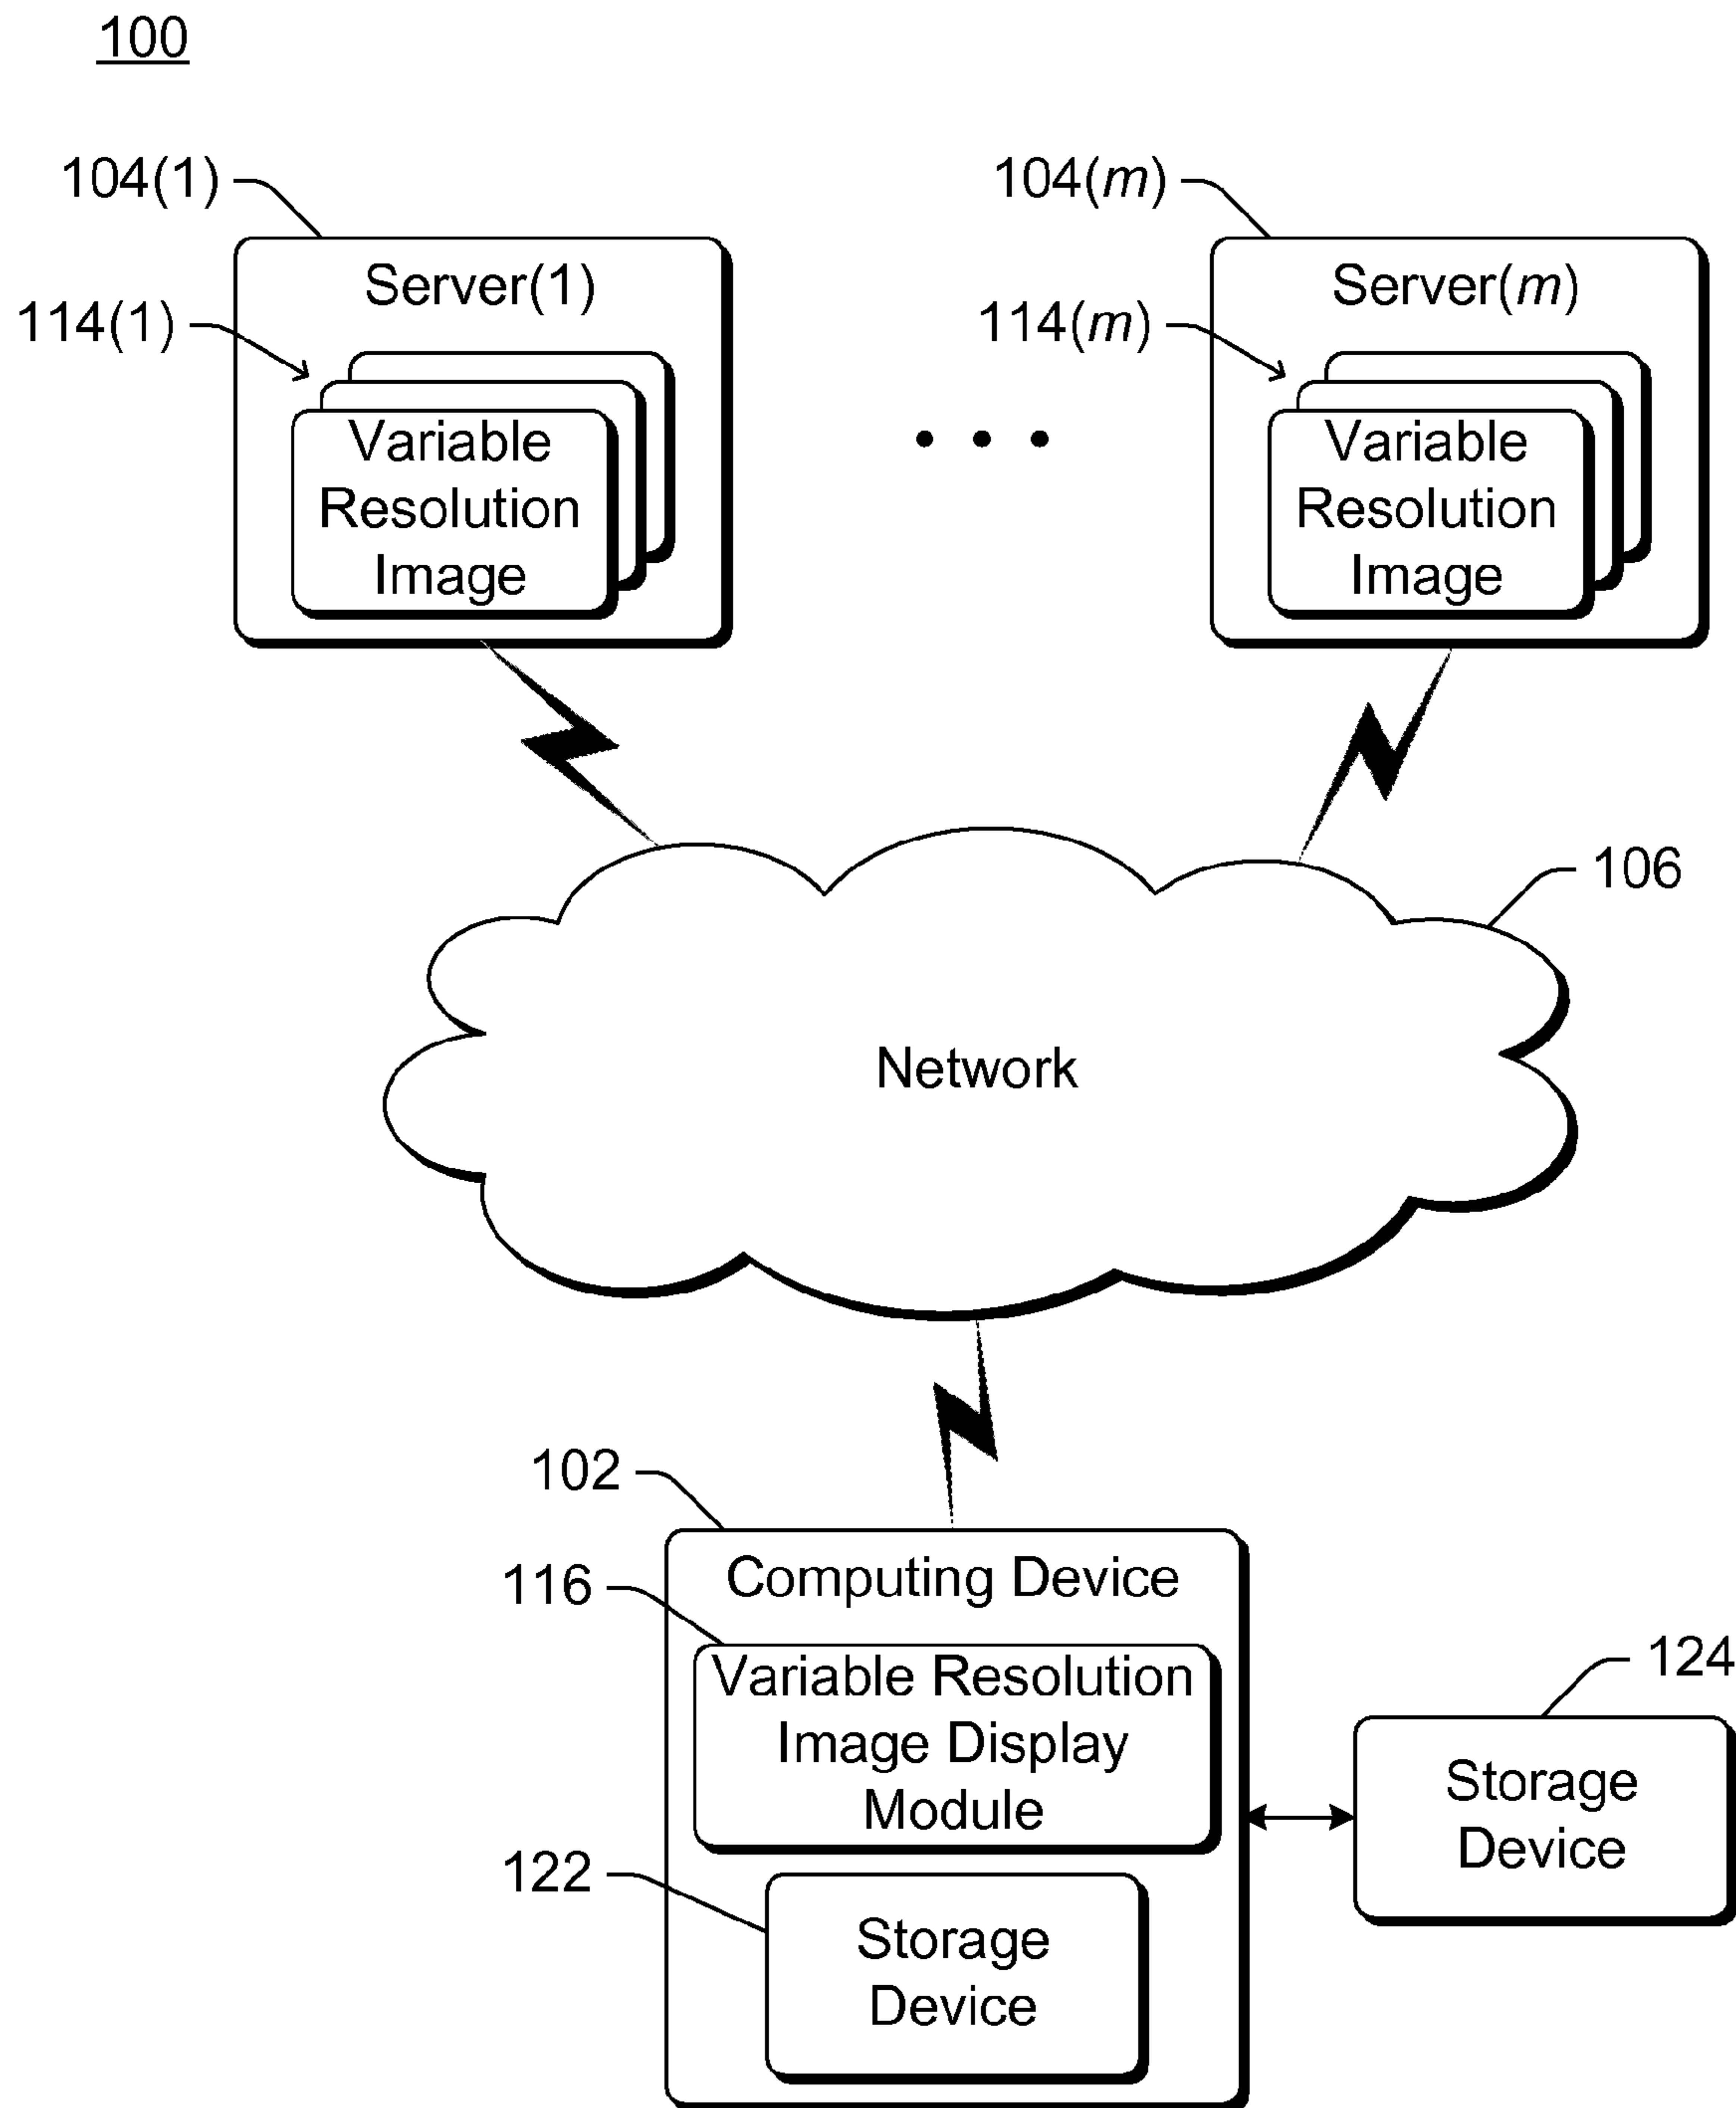 100
104(1)
104(m)
Server(1)
Server(m)
114(1)
114(m)
Variable
Resolution
Image
Variable
Resolution
Image
• • •
106
Network
102
Computing Device
116
Variable Resolution
Image Display
Module
124
Storage
Device
122
Storage
Device